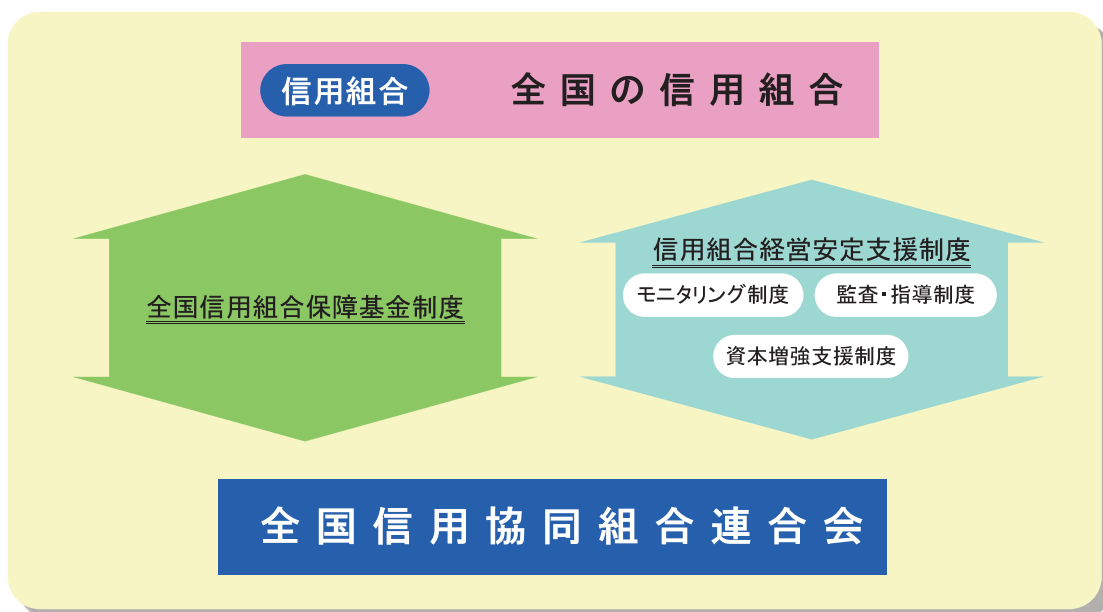 信用組合 全国の信用組合
全国信用組合保障基金制度
信用組合経営安定支援制度
モニタリング制度 監査・指導制度
資本増強支援制度
全国信用協同組合連合会